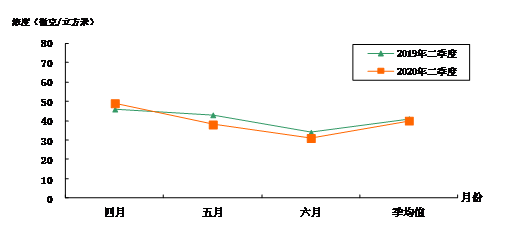 浓度（微克/立方米）
80
70
60
50
40
30
20
10
0
2019年二季度
2020年二季度
四月
五月
六月
季均值
月份